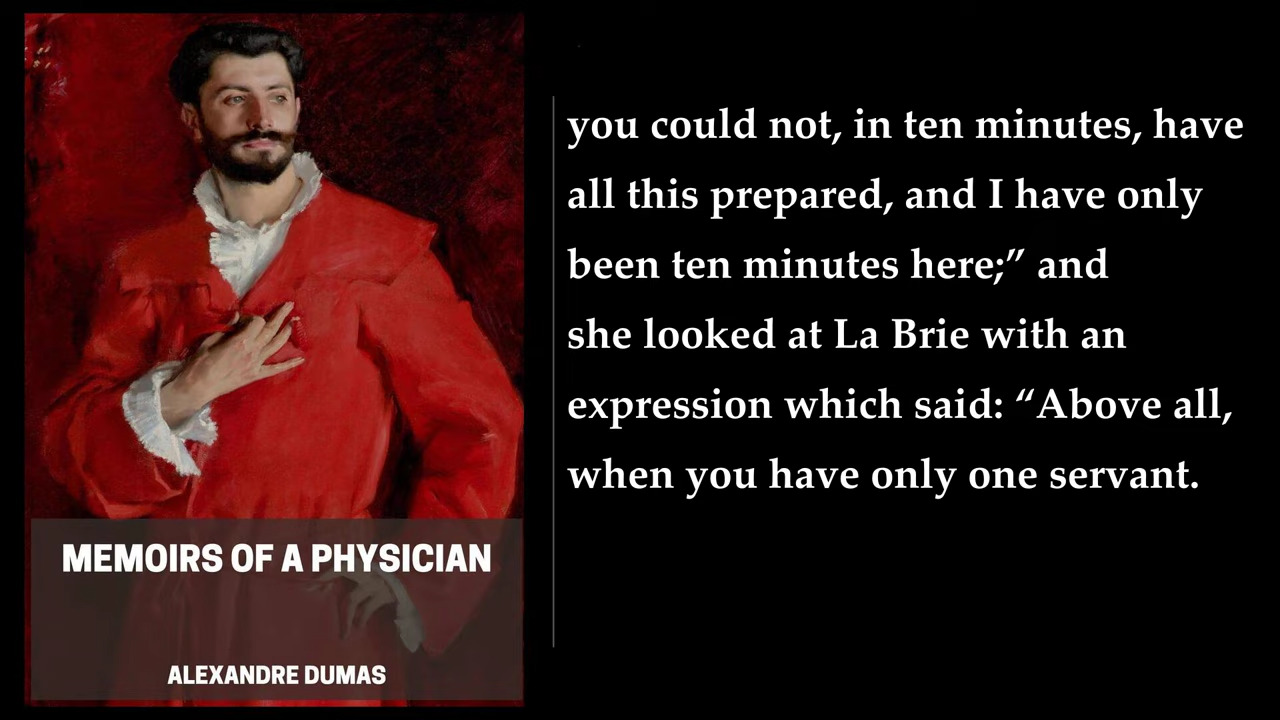 you could not, in ten minutes, have
all this prepared, and I have only
been ten minutes here;” and
she looked at La Brie with an
expression which said: “Above all,
when you have only one servant.
MEMOIRS OF A PHYSICIAN
ALEXANDRE DUMAS